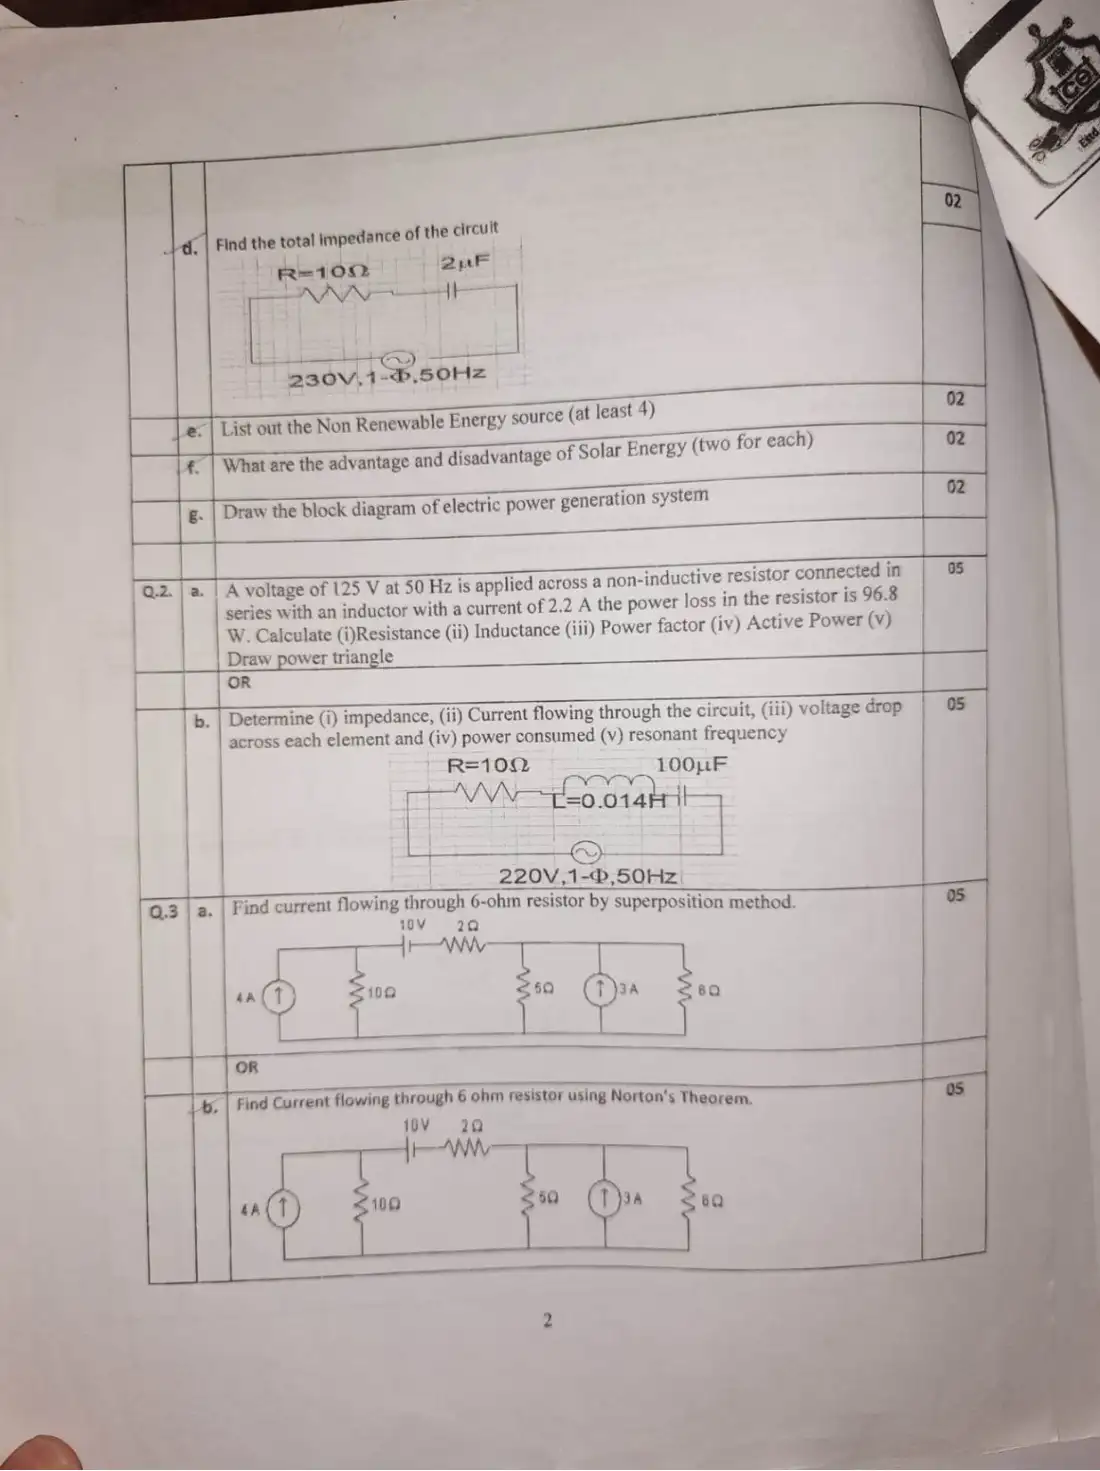 ICE
Estd
02
d. Find the total impedance of the circuit
R=10Ω 2μF
230V,1-Φ,50Hz
e. List out the Non Renewable Energy source (at least 4) 02
f. What are the advantage and disadvantage of Solar Energy (two for each) 02
g. Draw the block diagram of electric power generation system 02
Q.2. a. A voltage of 125 V at 50 Hz is applied across a non-inductive resistor connected in 05
series with an inductor with a current of 2.2 A the power loss in the resistor is 96.8
W. Calculate (i)Resistance (ii) Inductance (iii) Power factor (iv) Active Power (v)
Draw power triangle
OR
b. Determine (i) impedance, (ii) Current flowing through the circuit, (iii) voltage drop 05
across each element and (iv) power consumed (v) resonant frequency
R=10Ω 100μF
L=0.014H
220V,1-Φ,50Hz
Q.3 a. Find current flowing through 6-ohm resistor by superposition method. 05
10V 2Ω
4 A 10Ω 5Ω 3 A 6Ω
OR
b. Find Current flowing through 6 ohm resistor using Norton's Theorem. 05
10V 2Ω
4 A 10Ω 5Ω 3 A 6Ω
2